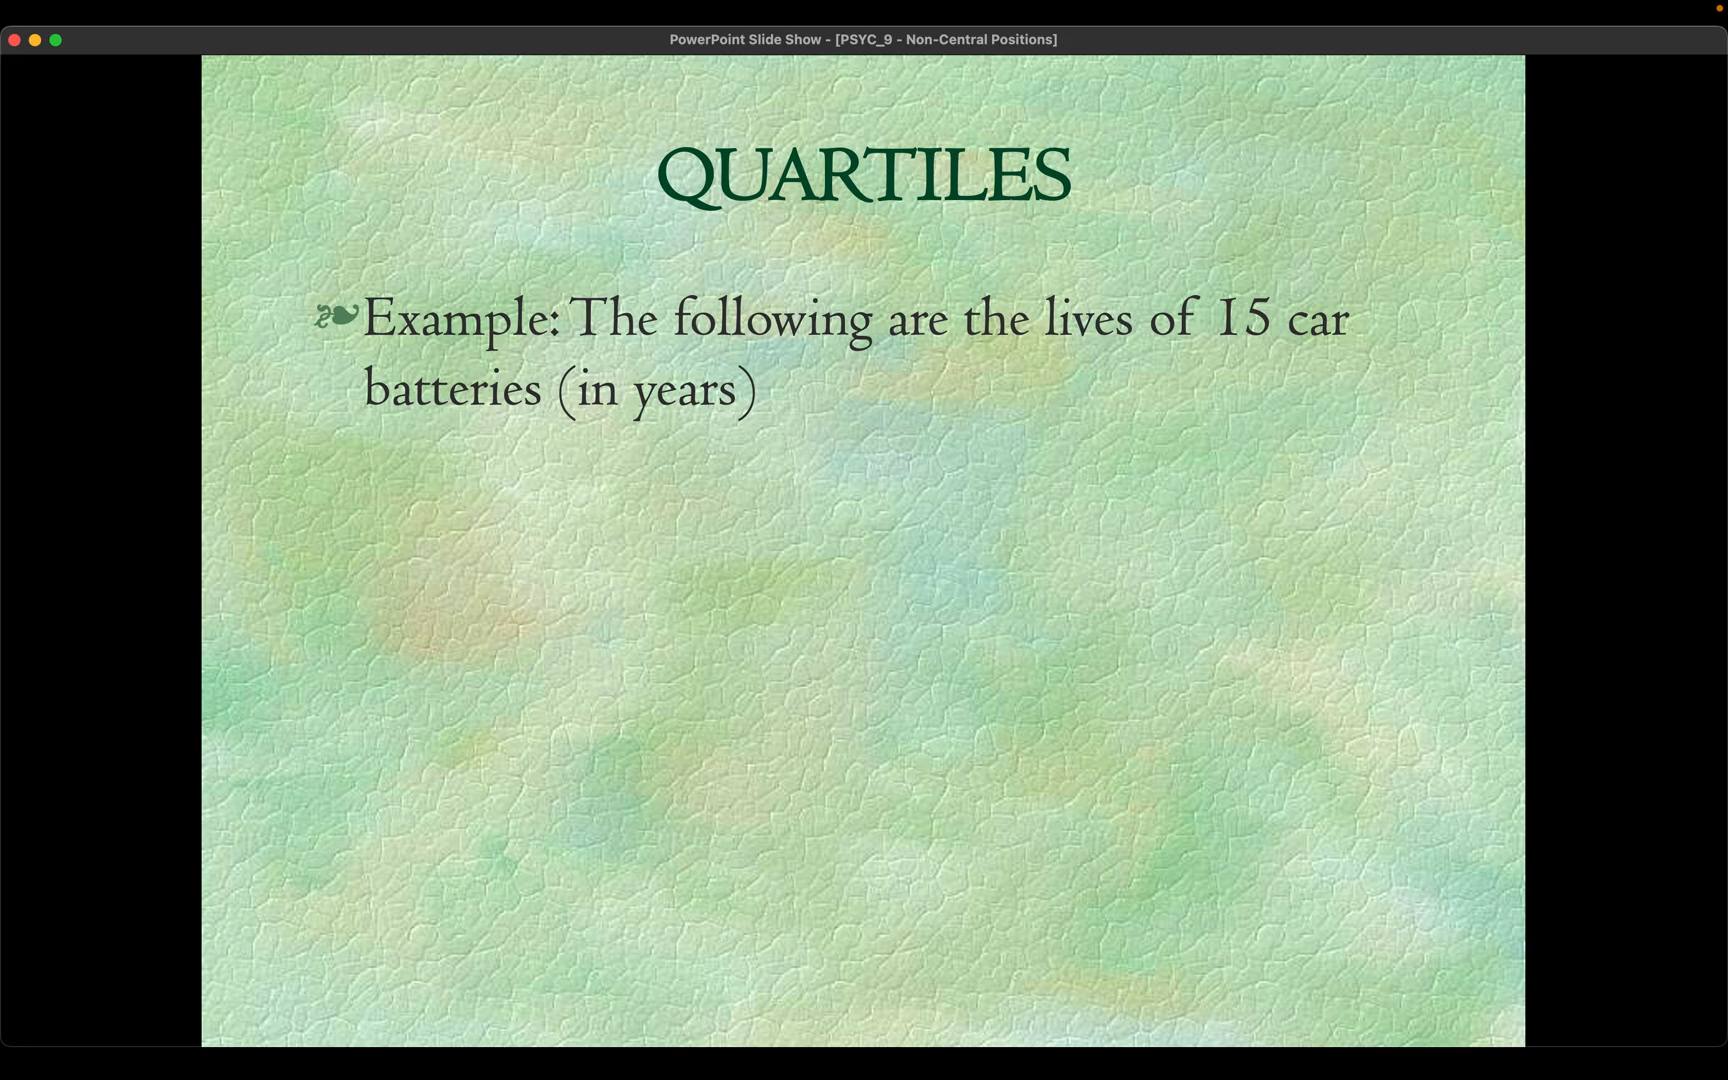 PowerPoint Slide Show - [PSYC_9 - Non-Central Positions]
QUARTILES
Example: The following are the lives of 15 car
batteries (in years)